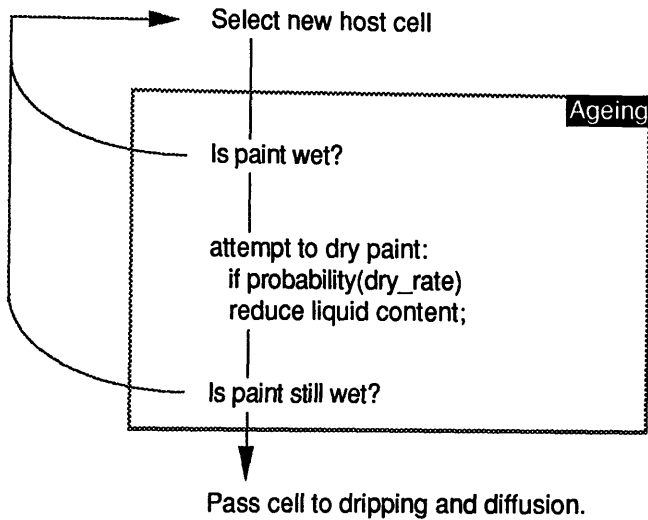 Select new host cell
Ageing
Is paint wet?
attempt to dry paint:
if probability(dry_rate)
reduce liquid content;
Is paint still wet?
Pass cell to dripping and diffusion.